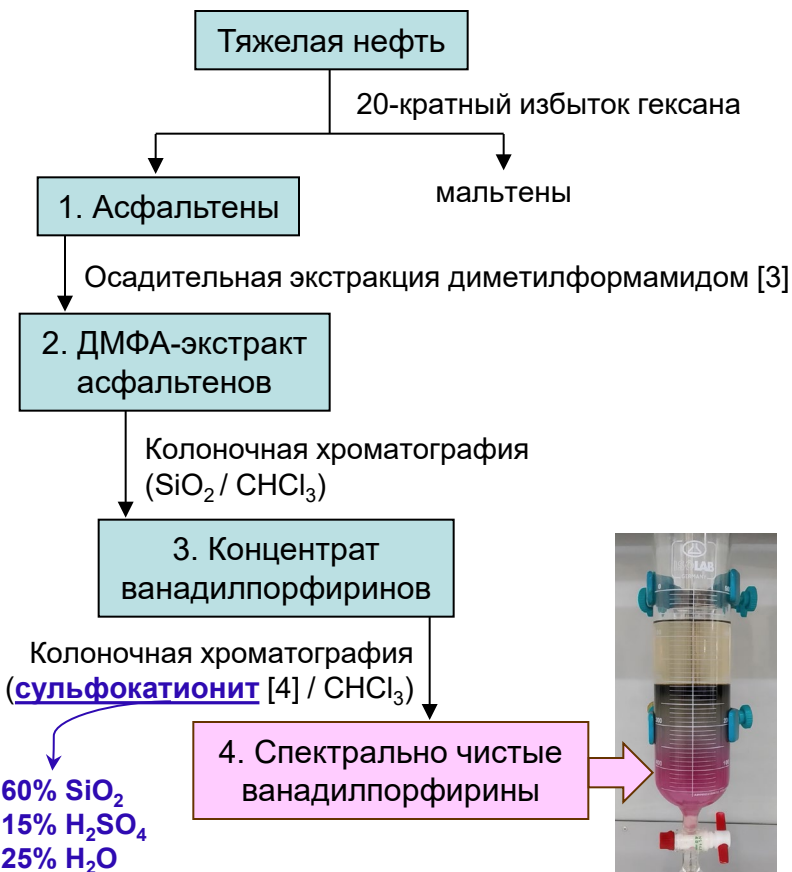 Тяжелая нефть
20-кратный избыток гексана
1. Асфальтены
мальтены
Осадительная экстракция диметилформамидом [3]
2. ДМФА-экстракт
асфальтенов
Колоночная хроматография
(SiO₂ / CHCl₃)
3. Концентрат
ванадилпорфиринов
Колоночная хроматография
(сульфокатионит [4] / CHCl₃)
4. Спектрально чистые
ванадилпорфирины
60% SiO₂
15% H₂SO₄
25% H₂O